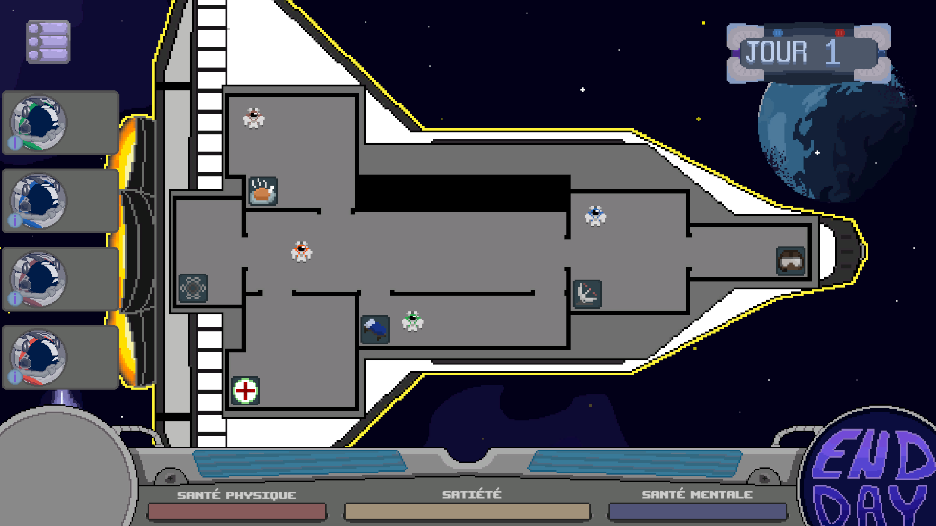 JOUR 1
END
DAY
SANTÉ PHYSIQUE
SATIÉTÉ
SANTÉ MENTALE